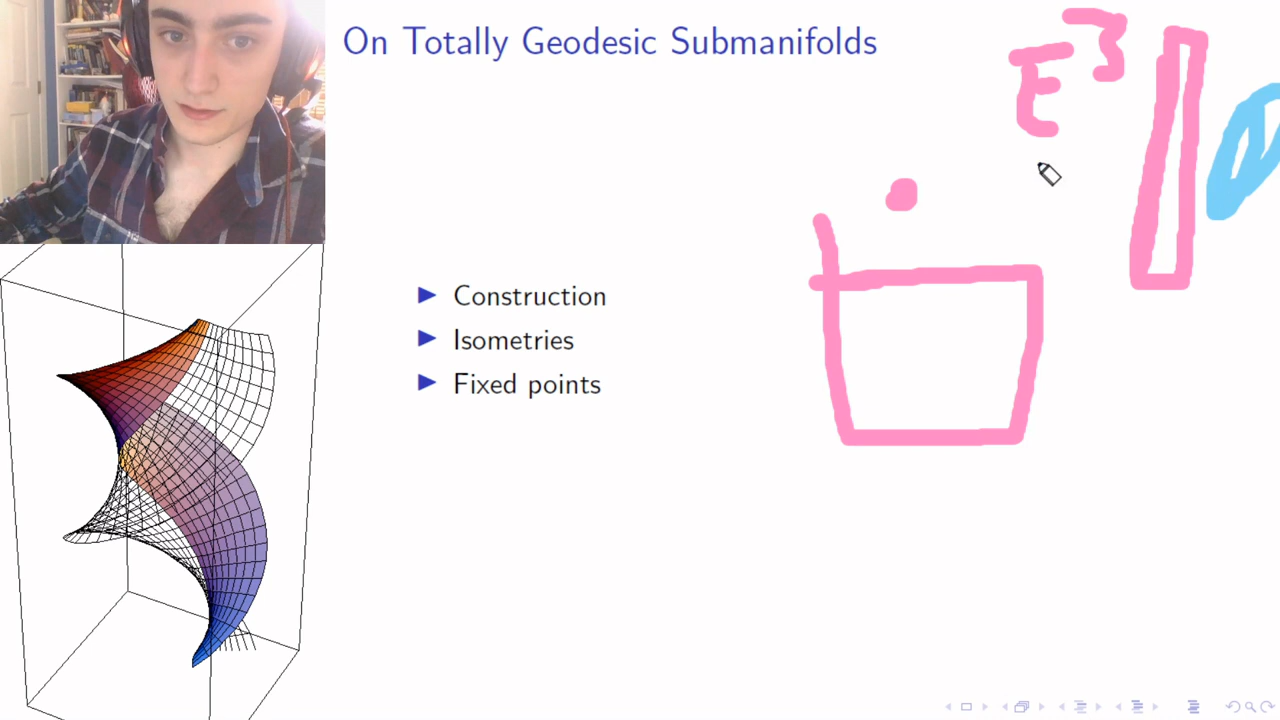 On Totally Geodesic Submanifolds
E³
Construction
Isometries
Fixed points